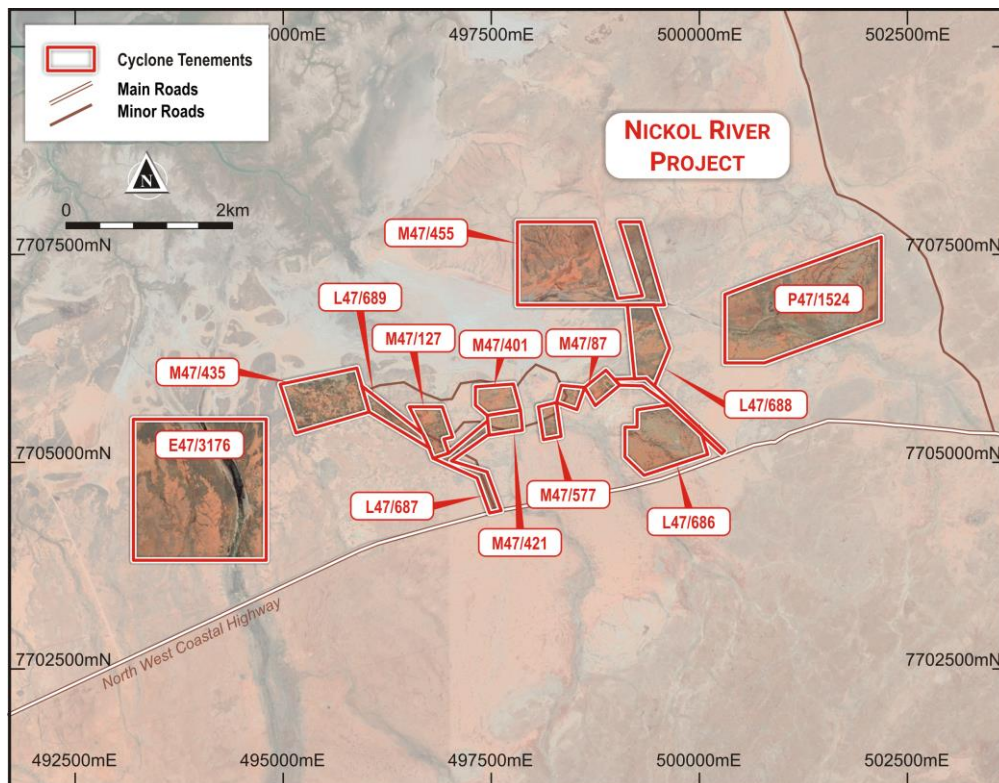 Cyclone Tenements
Main Roads
Minor Roads
N
0 2km
5000mE
497500mE
500000mE
502500mE
NICKOL RIVER
PROJECT
7707500mN
7707500mN
M47/455
P47/1524
L47/689
M47/127
M47/401
M47/87
M47/435
L47/688
E47/3176
7705000mN
7705000mN
L47/687
M47/577
L47/686
M47/421
North West Coastal Highway
7702500mN
7702500mN
492500mE
495000mE
497500mE
500000mE
502500mE